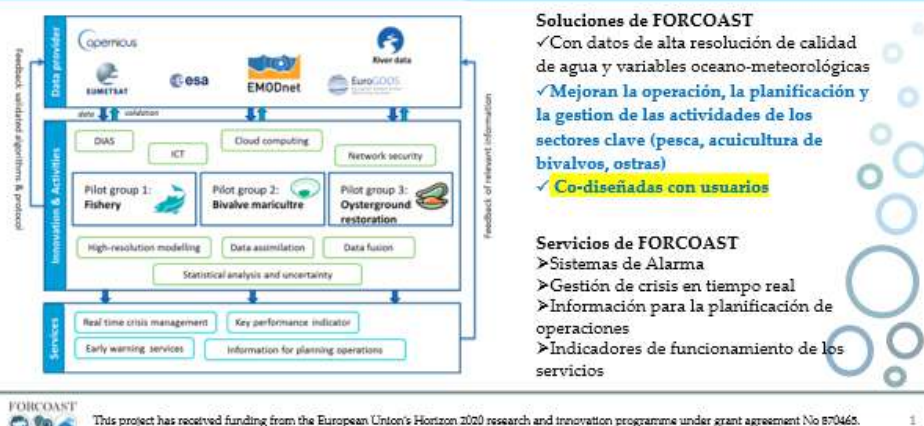 Feedback validated algorithms & protocol
Data provider
Copernicus
EUMETSAT
esa
EMODnet
River data
EuroGOOS
data
validation
Innovation & Activities
DIAS
ICT
Cloud computing
Network security
Pilot group 1:
Fishery
Pilot group 2:
Bivalve maricultre
Pilot group 3:
Oysterground
restoration
High-resolution modelling
Data assimilation
Data fusion
Statistical analysis and uncertainty
Services
Real time crisis management
Key performance indicator
Early warning services
Information for planning operations
Feedback of relevant information
Soluciones de FORCOAST
✓Con datos de alta resolución de calidad
de agua y variables oceano-meteorológicas
✓Mejoran la operación, la planificación y
la gestion de las actividades de los
sectores clave (pesca, acuicultura de
bivalvos, ostras)
✓ Co-diseñadas con usuarios
Servicios de FORCOAST
➢Sistemas de Alarma
➢Gestión de crisis en tiempo real
➢Información para la planificación de
operaciones
➢Indicadores de funcionamiento de los
servicios
FORCOAST
This project has received funding from the European Union's Horizon 2020 research and innovation programme under grant agreement No 870465.
1